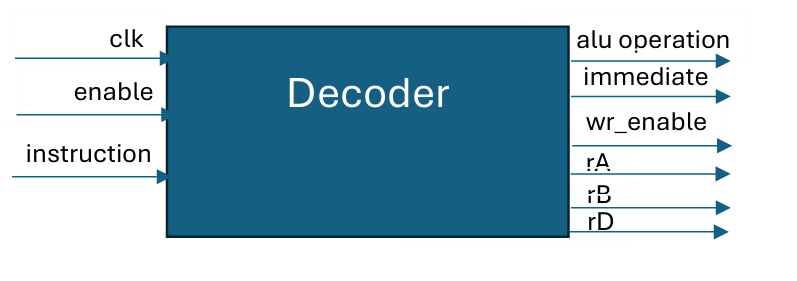 clk
enable
instruction
Decoder
alu operation
immediate
wr_enable
rA
rB
rD